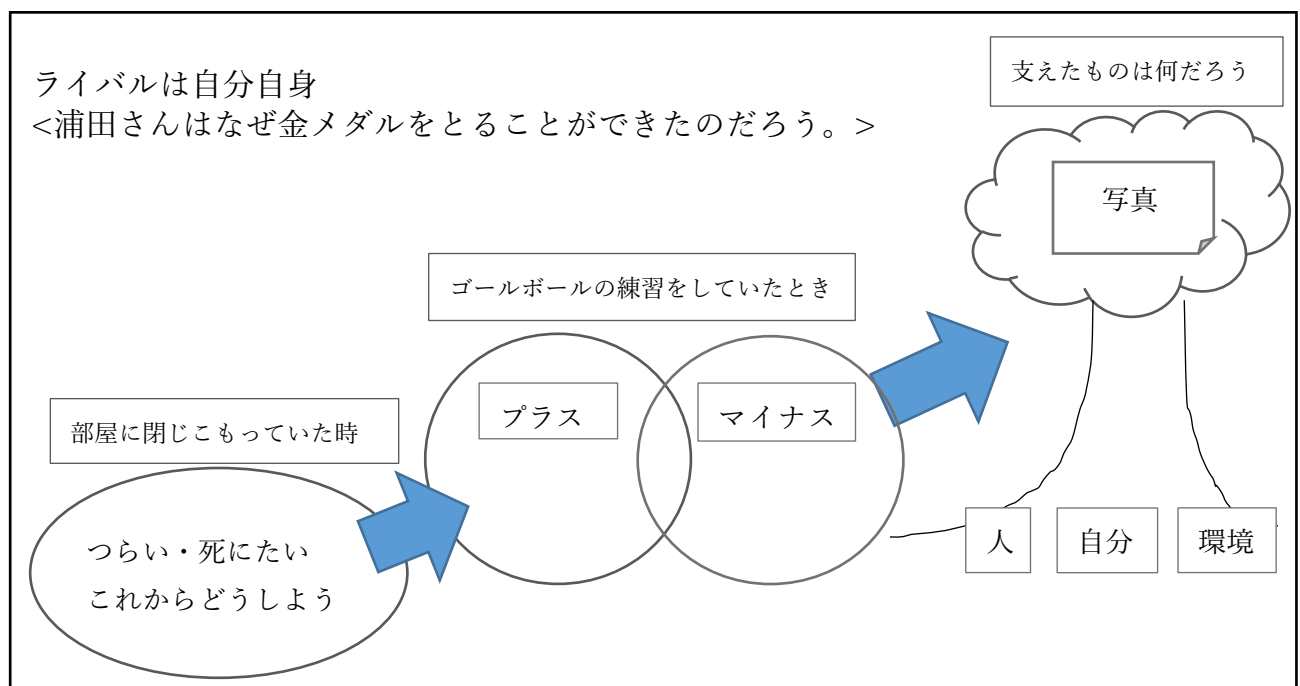 ライバルは自分自身
<浦田さんはなぜ金メダルをとることができたのだろう。>
支えたものは何だろう
写真
ゴールボールの練習をしていたとき
プラス
マイナス
部屋に閉じこもっていた時
つらい・死にたい
これからどうしよう
人
自分
環境